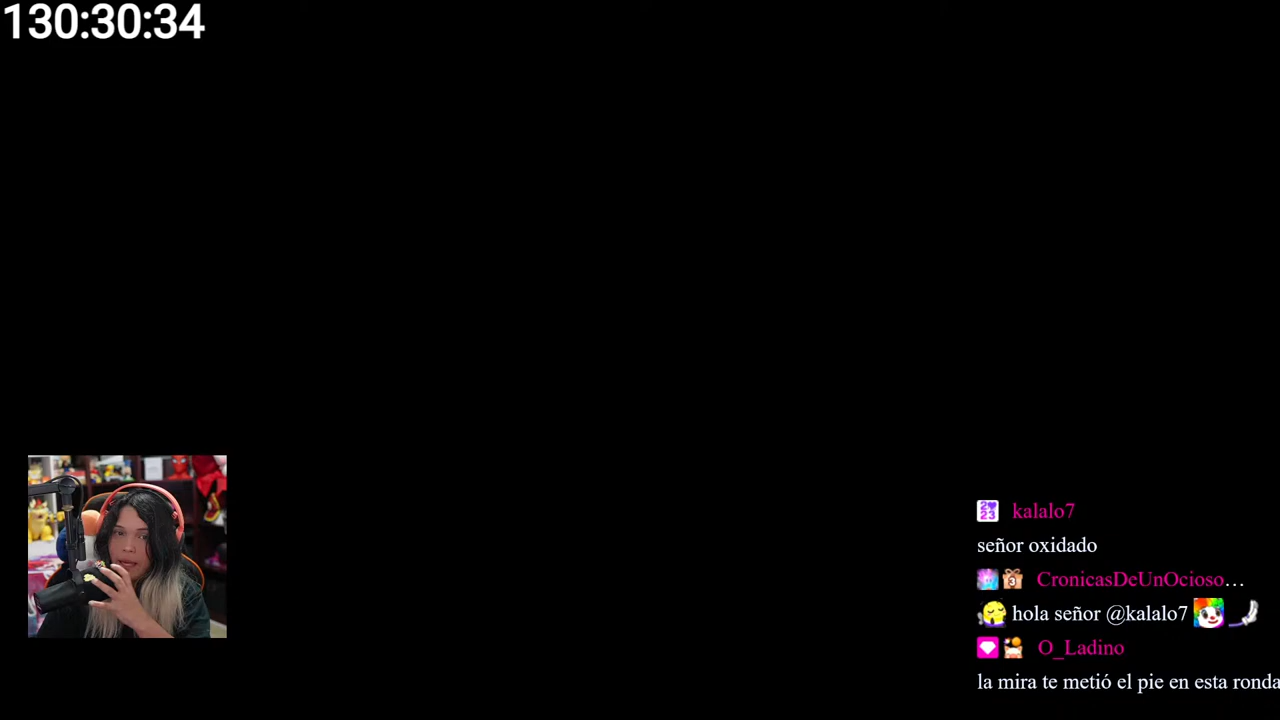 130:30:34
kalalo7
señor oxidado
CronicasDeUnOcioso…
hola señor @kalalo7
O_Ladino
la mira te metió el pie en esta ronda